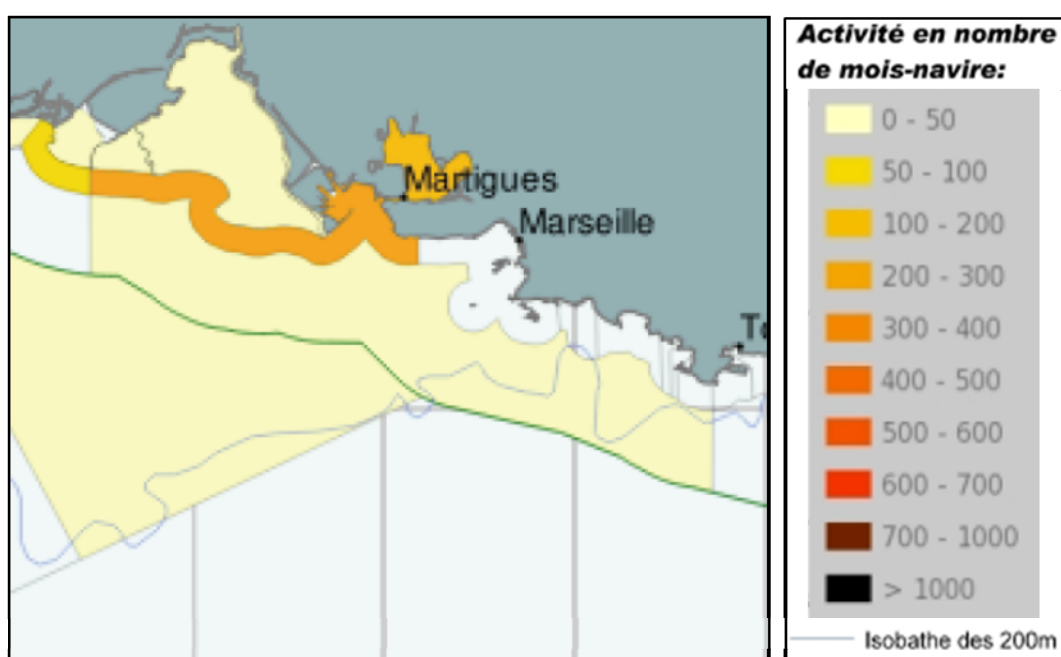 Martigues
Marseille
To
Activité en nombre
de mois-navire:
0 - 50
50 - 100
100 - 200
200 - 300
300 - 400
400 - 500
500 - 600
600 - 700
700 - 1000
> 1000
Isobathe des 200m